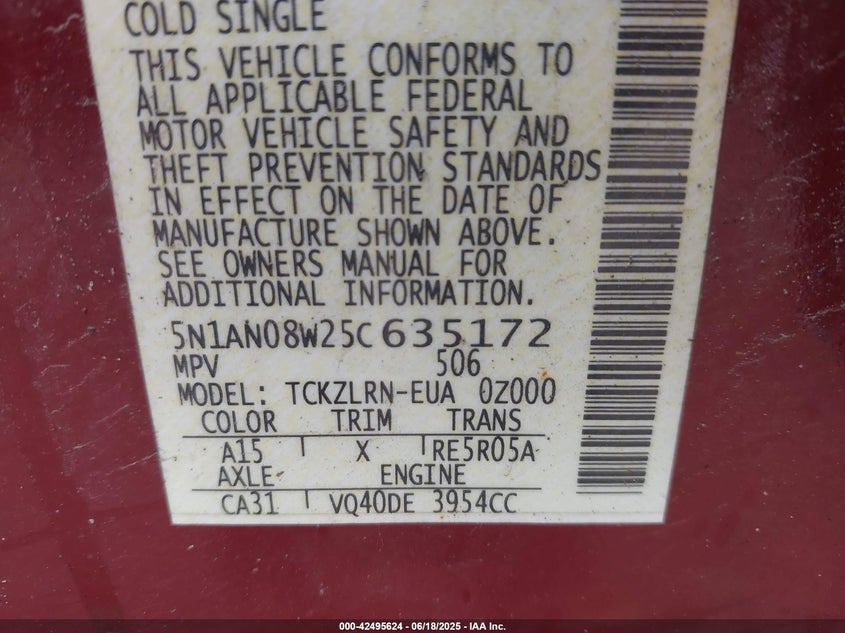 COLD SINGLE
THIS VEHICLE CONFORMS TO
ALL APPLICABLE FEDERAL
MOTOR VEHICLE SAFETY AND
THEFT PREVENTION STANDARDS
IN EFFECT ON THE DATE OF
MANUFACTURE SHOWN ABOVE.
SEE OWNERS MANUAL FOR
ADDITIONAL INFORMATION.
5N1AN08W25C635172
MPV 506
MODEL: TCKZLRN-EUA 0Z000
COLOR TRIM TRANS
A15 X RE5R05A
AXLE ENGINE
CA31 VQ40DE 3954CC
000-42495624 - 06/18/2025 - IAA Inc.